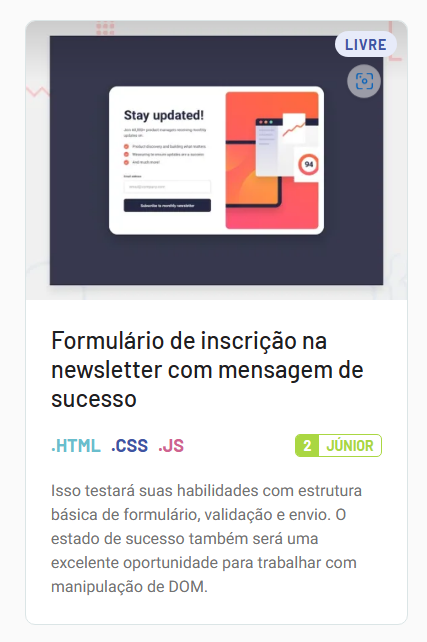 LIVRE
Stay updated!
Join 60,000+ product managers receiving monthly
updates on:
Product discovery and building what matters
Measuring to ensure updates are a success
And much more!
Email address
email@company.com
Subscribe to monthly newsletter
94
Formulário de inscrição na
newsletter com mensagem de
sucesso
.HTML .CSS .JS
2 JÚNIOR
Isso testará suas habilidades com estrutura
básica de formulário, validação e envio. O
estado de sucesso também será uma
excelente oportunidade para trabalhar com
manipulação de DOM.